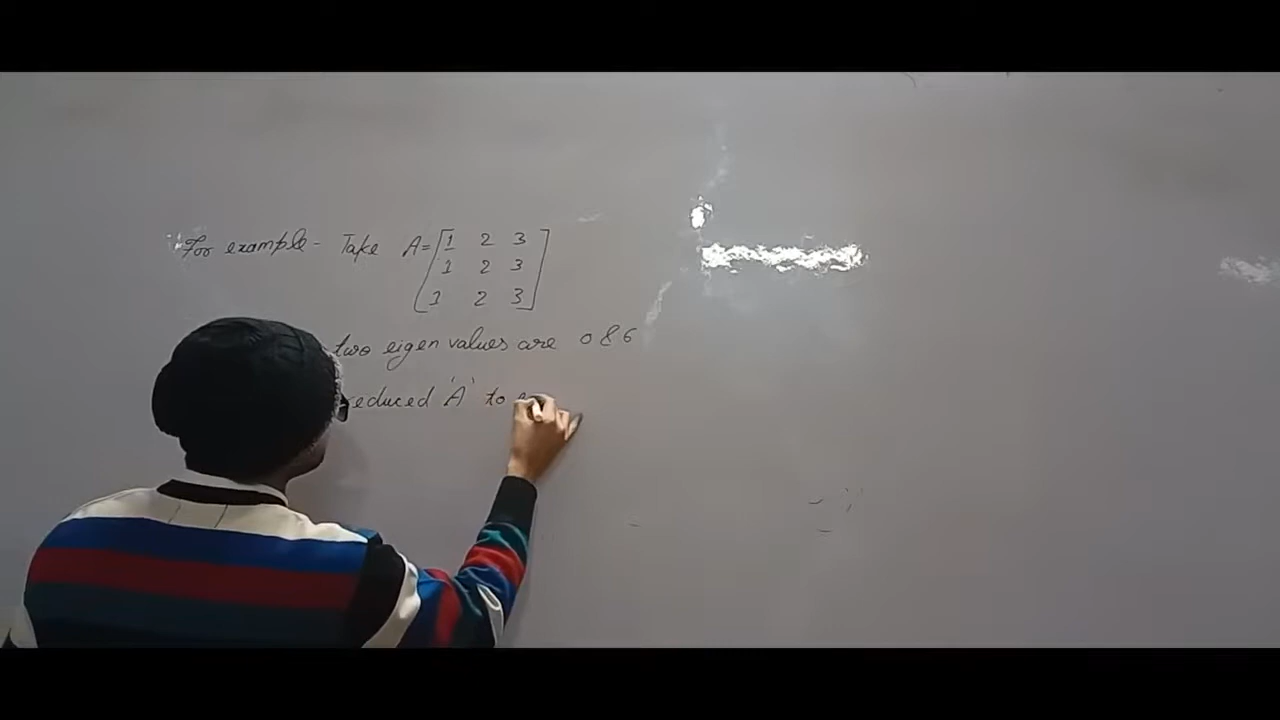 For example - Take A = [1 2 3
1 2 3
1 2 3]
two eigen values are 0 & 6
reduced 'A' to